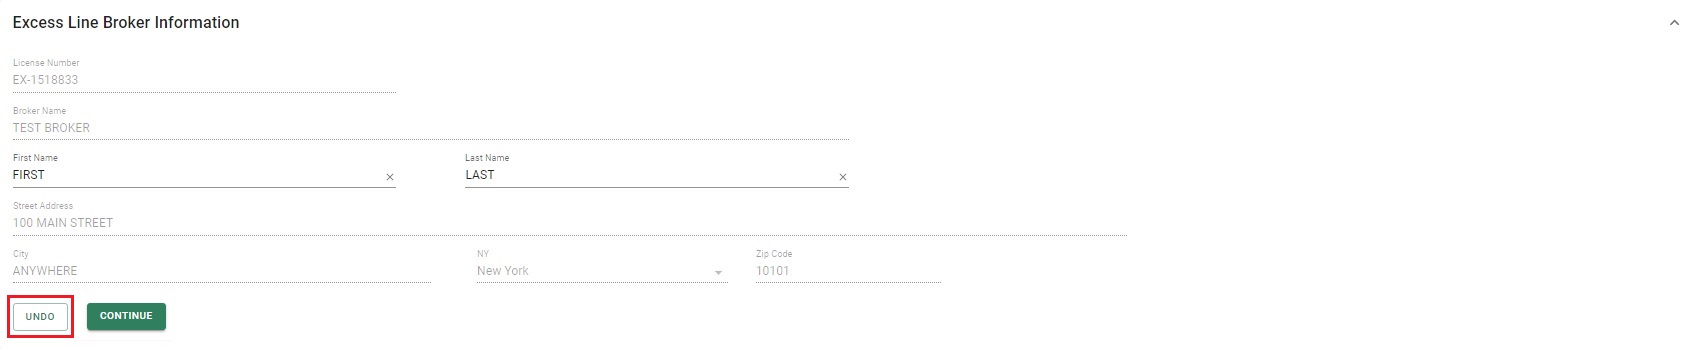 Excess Line Broker Information
License Number
EX-1518833
Broker Name
TEST BROKER
First Name Last Name
FIRST LAST
Street Address
100 MAIN STREET
City NY Zip Code
ANYWHERE New York 10101
UNDO CONTINUE